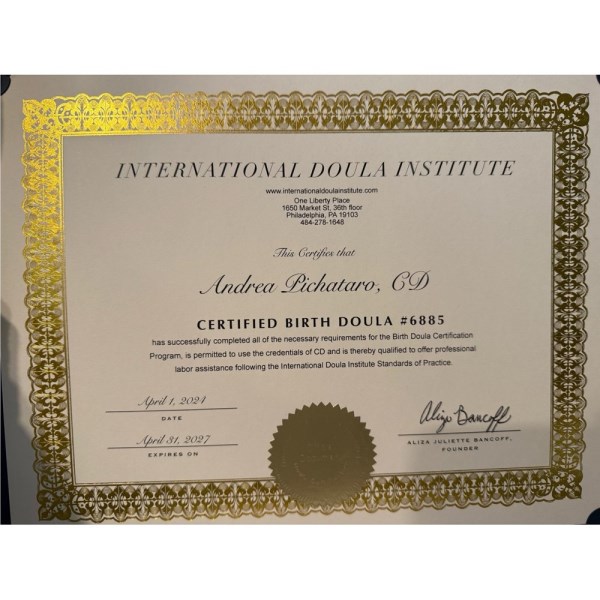 INTERNATIONAL DOULA INSTITUTE
www.internationaldoulainstitute.com
One Liberty Place
1650 Market St, 36th floor
Philadelphia, PA 19103
484-278-1648
This Certifies that
Andrea Pichataro, CD
CERTIFIED BIRTH DOULA #6885
has successfully completed all of the necessary requirements for the Birth Doula Certification
Program, is permitted to use the credentials of CD and is thereby qualified to offer professional
labor assistance following the International Doula Institute Standards of Practice.
April 1, 2024
DATE
April 31, 2027
EXPIRES ON
Aliza Bancoff
ALIZA JULIETTE BANCOFF,
FOUNDER